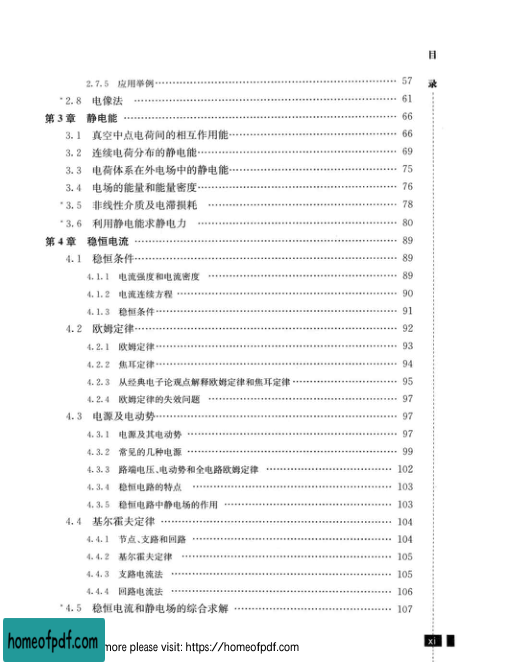 目
录
2.7.5 应用举例 …… 57
*2.8 电像法 …… 61
第3章 静电能 …… 66
3.1 真空中点电荷间的相互作用能 …… 66
3.2 连续电荷分布的静电能 …… 69
3.3 电荷体系在外电场中的静电能 …… 75
3.4 电场的能量和能量密度 …… 76
*3.5 非线性介质及电滞损耗 …… 78
*3.6 利用静电能求静电力 …… 80
第4章 稳恒电流 …… 89
4.1 稳恒条件 …… 89
4.1.1 电流强度和电流密度 …… 89
4.1.2 电流连续方程 …… 90
4.1.3 稳恒条件 …… 91
4.2 欧姆定律 …… 92
4.2.1 欧姆定律 …… 93
4.2.2 焦耳定律 …… 94
4.2.3 从经典电子论观点解释欧姆定律和焦耳定律 …… 95
4.2.4 欧姆定律的失效问题 …… 97
4.3 电源及电动势 …… 97
4.3.1 电源及其电动势 …… 97
4.3.2 常见的几种电源 …… 99
4.3.3 路端电压、电动势和全电路欧姆定律 …… 102
4.3.4 稳恒电路的特点 …… 103
4.3.5 稳恒电路中静电场的作用 …… 103
4.4 基尔霍夫定律 …… 104
4.4.1 节点、支路和回路 …… 104
4.4.2 基尔霍夫定律 …… 105
4.4.3 支路电流法 …… 105
4.4.4 回路电流法 …… 106
*4.5 稳恒电流和静电场的综合求解 …… 107
xi
homeofpdf.com
more please visit: https://homeofpdf.com